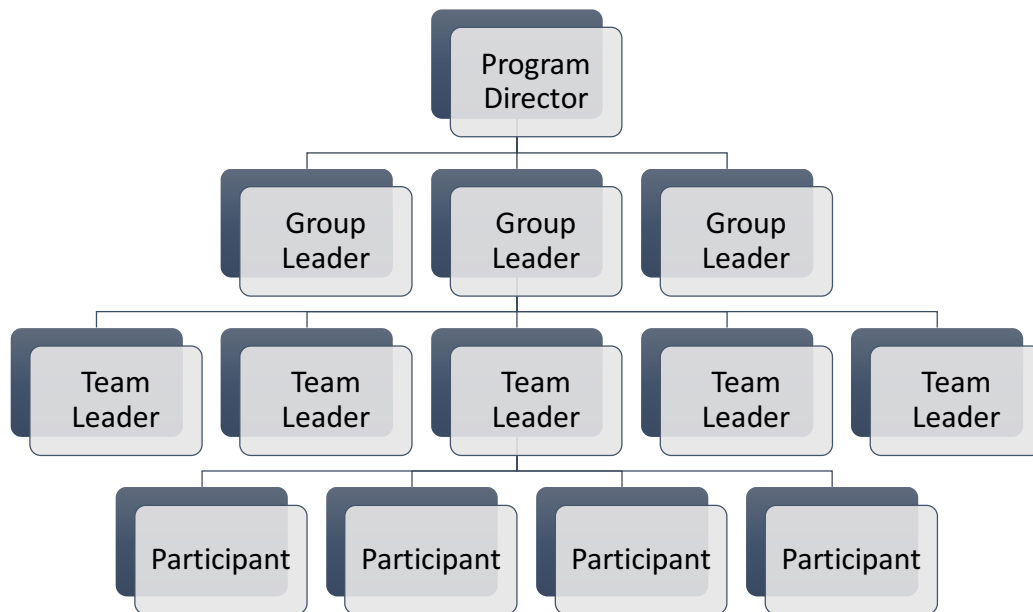 Program
Director
Group
Leader
Group
Leader
Group
Leader
Team
Leader
Team
Leader
Team
Leader
Team
Leader
Team
Leader
Participant
Participant
Participant
Participant